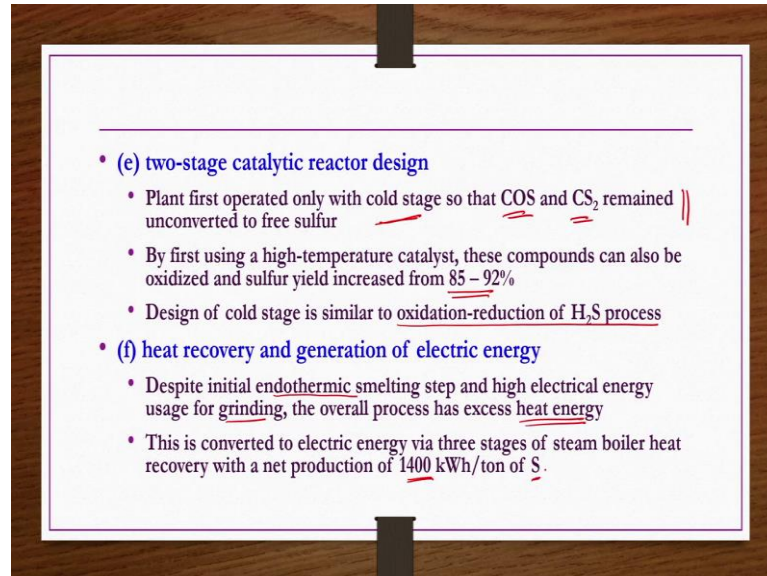 • (e) two-stage catalytic reactor design
• Plant first operated only with cold stage so that COS and CS₂ remained
unconverted to free sulfur
• By first using a high-temperature catalyst, these compounds can also be
oxidized and sulfur yield increased from 85 – 92%
• Design of cold stage is similar to oxidation-reduction of H₂S process
• (f) heat recovery and generation of electric energy
• Despite initial endothermic smelting step and high electrical energy
usage for grinding, the overall process has excess heat energy
• This is converted to electric energy via three stages of steam boiler heat
recovery with a net production of 1400 kWh/ton of S.